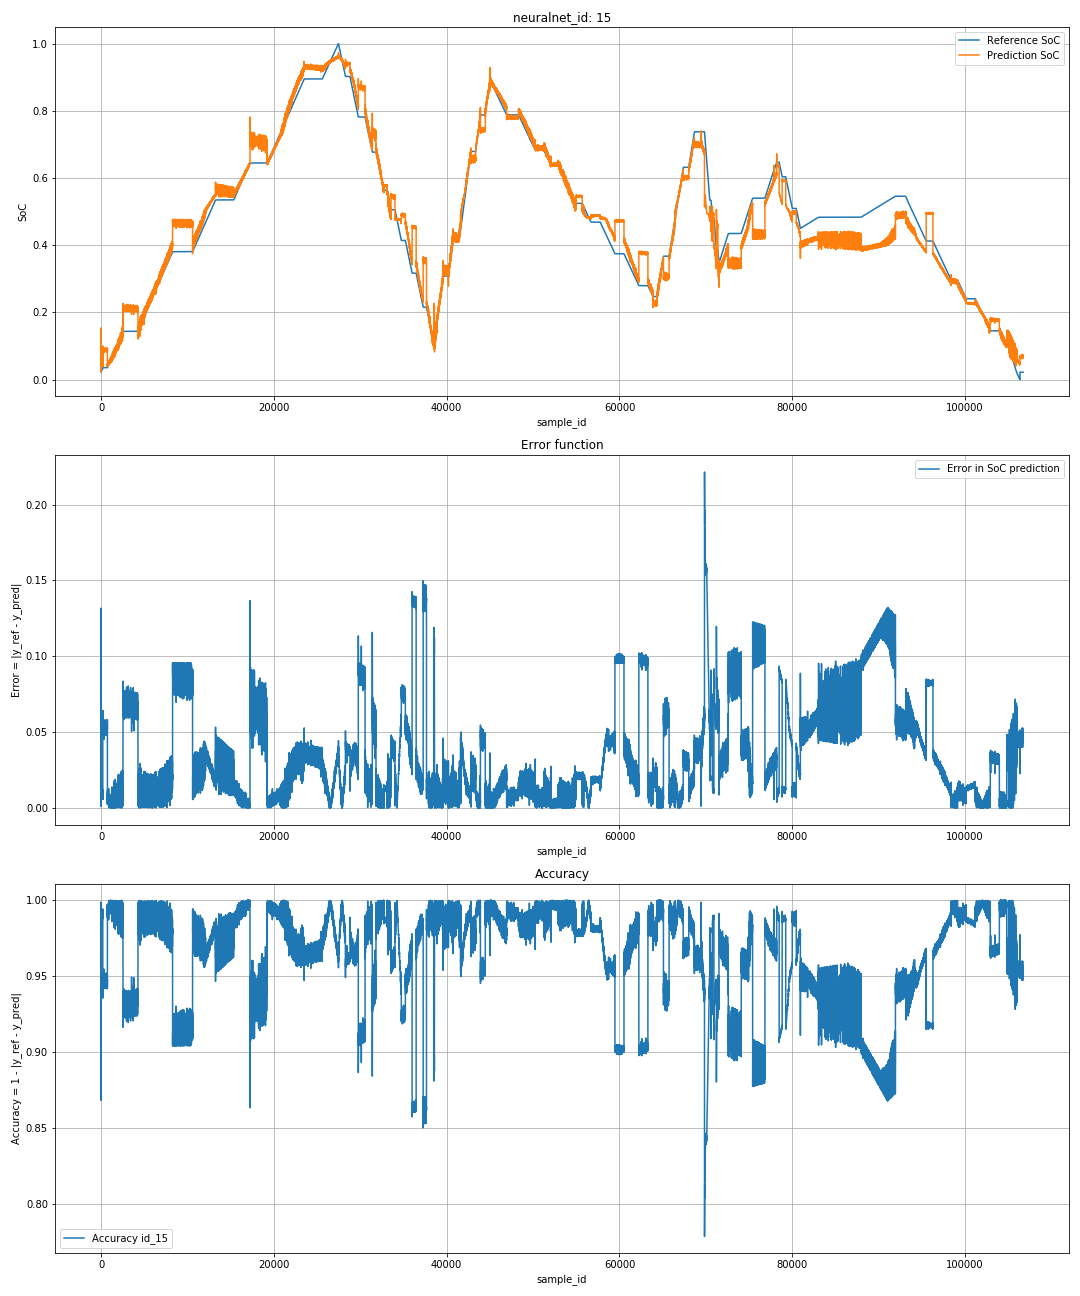 neuralnet_id: 15
Reference SoC
Prediction SoC
1.0
0.8
0.6
0.4
0.2
0.0
SoC
0
20000
40000
60000
80000
100000
sample_id
Error function
Error in SoC prediction
0.20
0.15
0.10
0.05
0.00
Error = |y_ref - y_pred|
0
20000
40000
60000
80000
100000
sample_id
Accuracy
1.00
0.95
0.90
0.85
0.80
Accuracy = 1 - |y_ref - y_pred|
Accuracy id_15
0
20000
40000
60000
80000
100000
sample_id